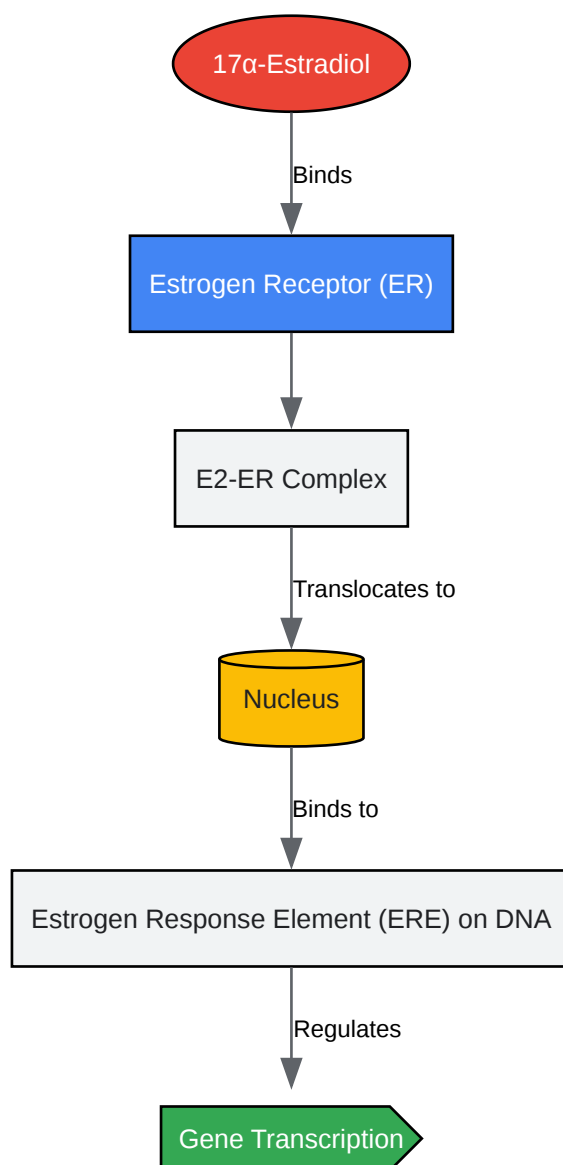 17α-Estradiol
Binds
Estrogen Receptor (ER)
E2-ER Complex
Translocates to
Nucleus
Binds to
Estrogen Response Element (ERE) on DNA
Regulates
Gene Transcription